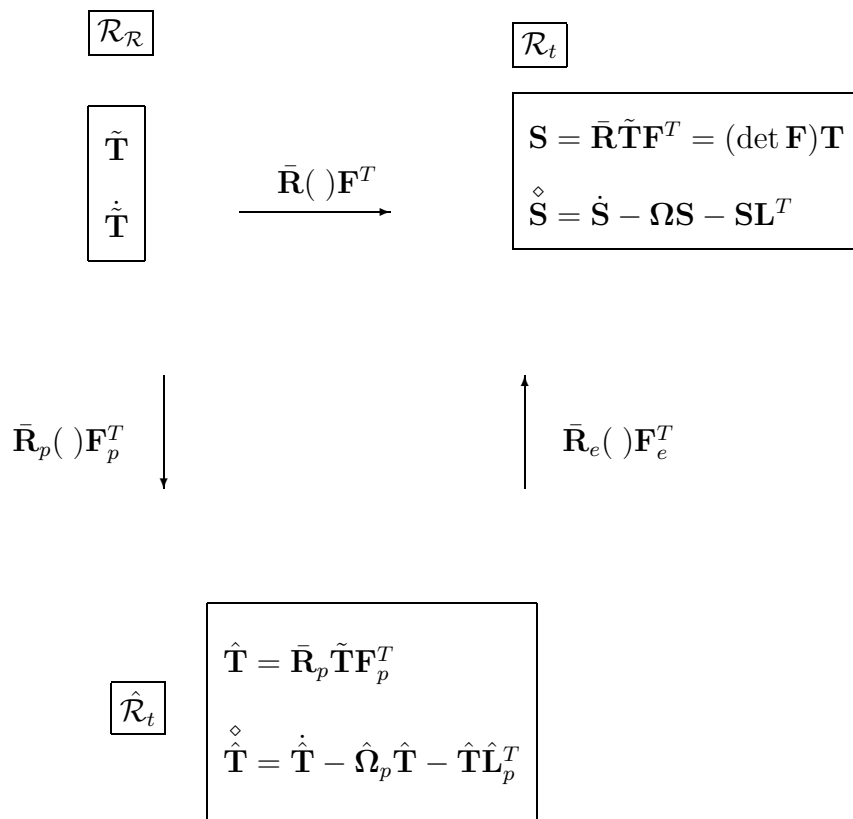 $\mathcal{R}_{\mathcal{R}}$
$\mathcal{R}_t$
$\tilde{\mathbf{T}}$
$\dot{\tilde{\mathbf{T}}}$
$\bar{\mathbf{R}}(\ )\mathbf{F}^T$
$\mathbf{S} = \bar{\mathbf{R}}\tilde{\mathbf{T}}\mathbf{F}^T = (\det \mathbf{F})\mathbf{T}$
$\overset{\diamond}{\mathbf{S}} = \dot{\mathbf{S}} - \mathbf{\Omega}\mathbf{S} - \mathbf{S}\mathbf{L}^T$
$\bar{\mathbf{R}}_p(\ )\mathbf{F}_p^T$
$\bar{\mathbf{R}}_e(\ )\mathbf{F}_e^T$
$\hat{\mathcal{R}}_t$
$\hat{\mathbf{T}} = \bar{\mathbf{R}}_p\tilde{\mathbf{T}}\mathbf{F}_p^T$
$\overset{\diamond}{\hat{\mathbf{T}}} = \dot{\hat{\mathbf{T}}} - \hat{\mathbf{\Omega}}_p\hat{\mathbf{T}} - \hat{\mathbf{T}}\hat{\mathbf{L}}_p^T$